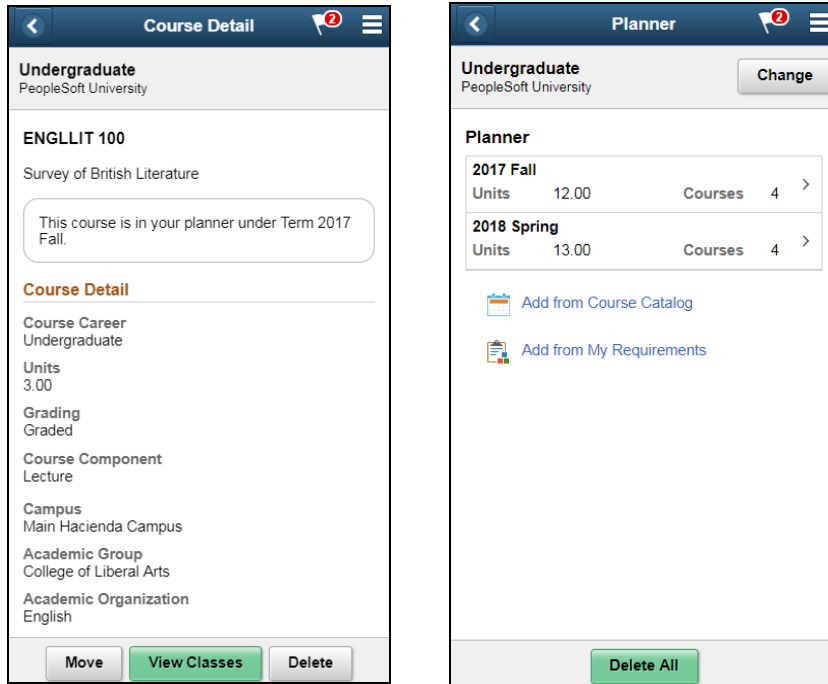 Course Detail
2
Undergraduate
PeopleSoft University
ENGLLIT 100
Survey of British Literature
This course is in your planner under Term 2017
Fall.
Course Detail
Course Career
Undergraduate
Units
3.00
Grading
Graded
Course Component
Lecture
Campus
Main Hacienda Campus
Academic Group
College of Liberal Arts
Academic Organization
English
Move View Classes Delete
Planner
2
Undergraduate
PeopleSoft University
Change
Planner
2017 Fall
Units 12.00 Courses 4
2018 Spring
Units 13.00 Courses 4
Add from Course Catalog
Add from My Requirements
Delete All